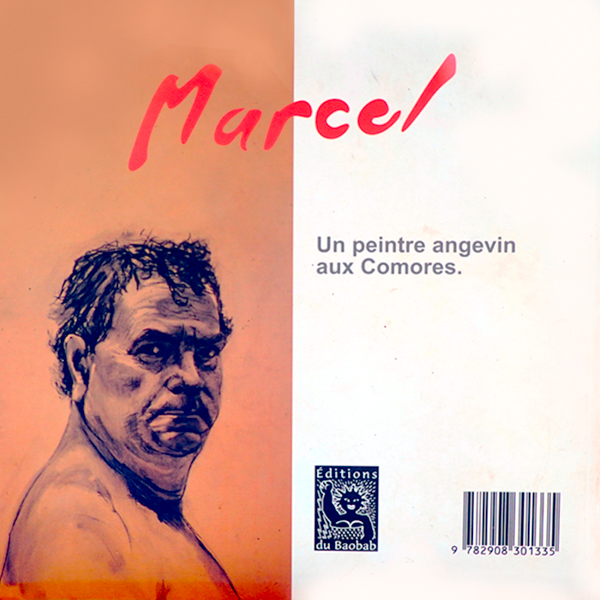 Marcel
Un peintre angevin
aux Comores.
Éditions
du Baobab
9 782908 301335